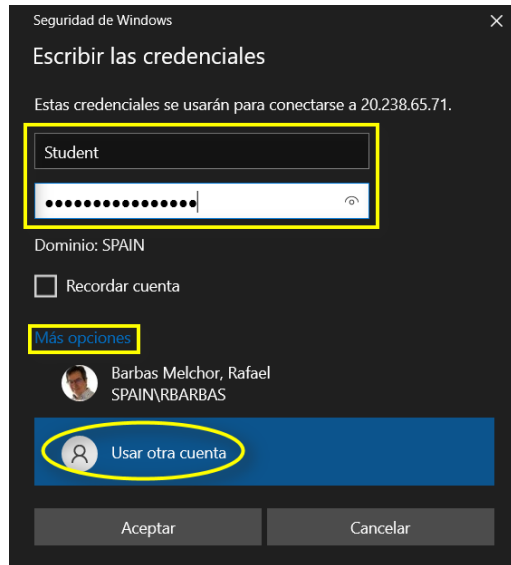 Seguridad de Windows
Escribir las credenciales
Estas credenciales se usarán para conectarse a 20.238.65.71.
Student
••••••••••••••••
Dominio: SPAIN
Recordar cuenta
Más opciones
Barbas Melchor, Rafael
SPAIN\RBARBAS
Usar otra cuenta
Aceptar
Cancelar